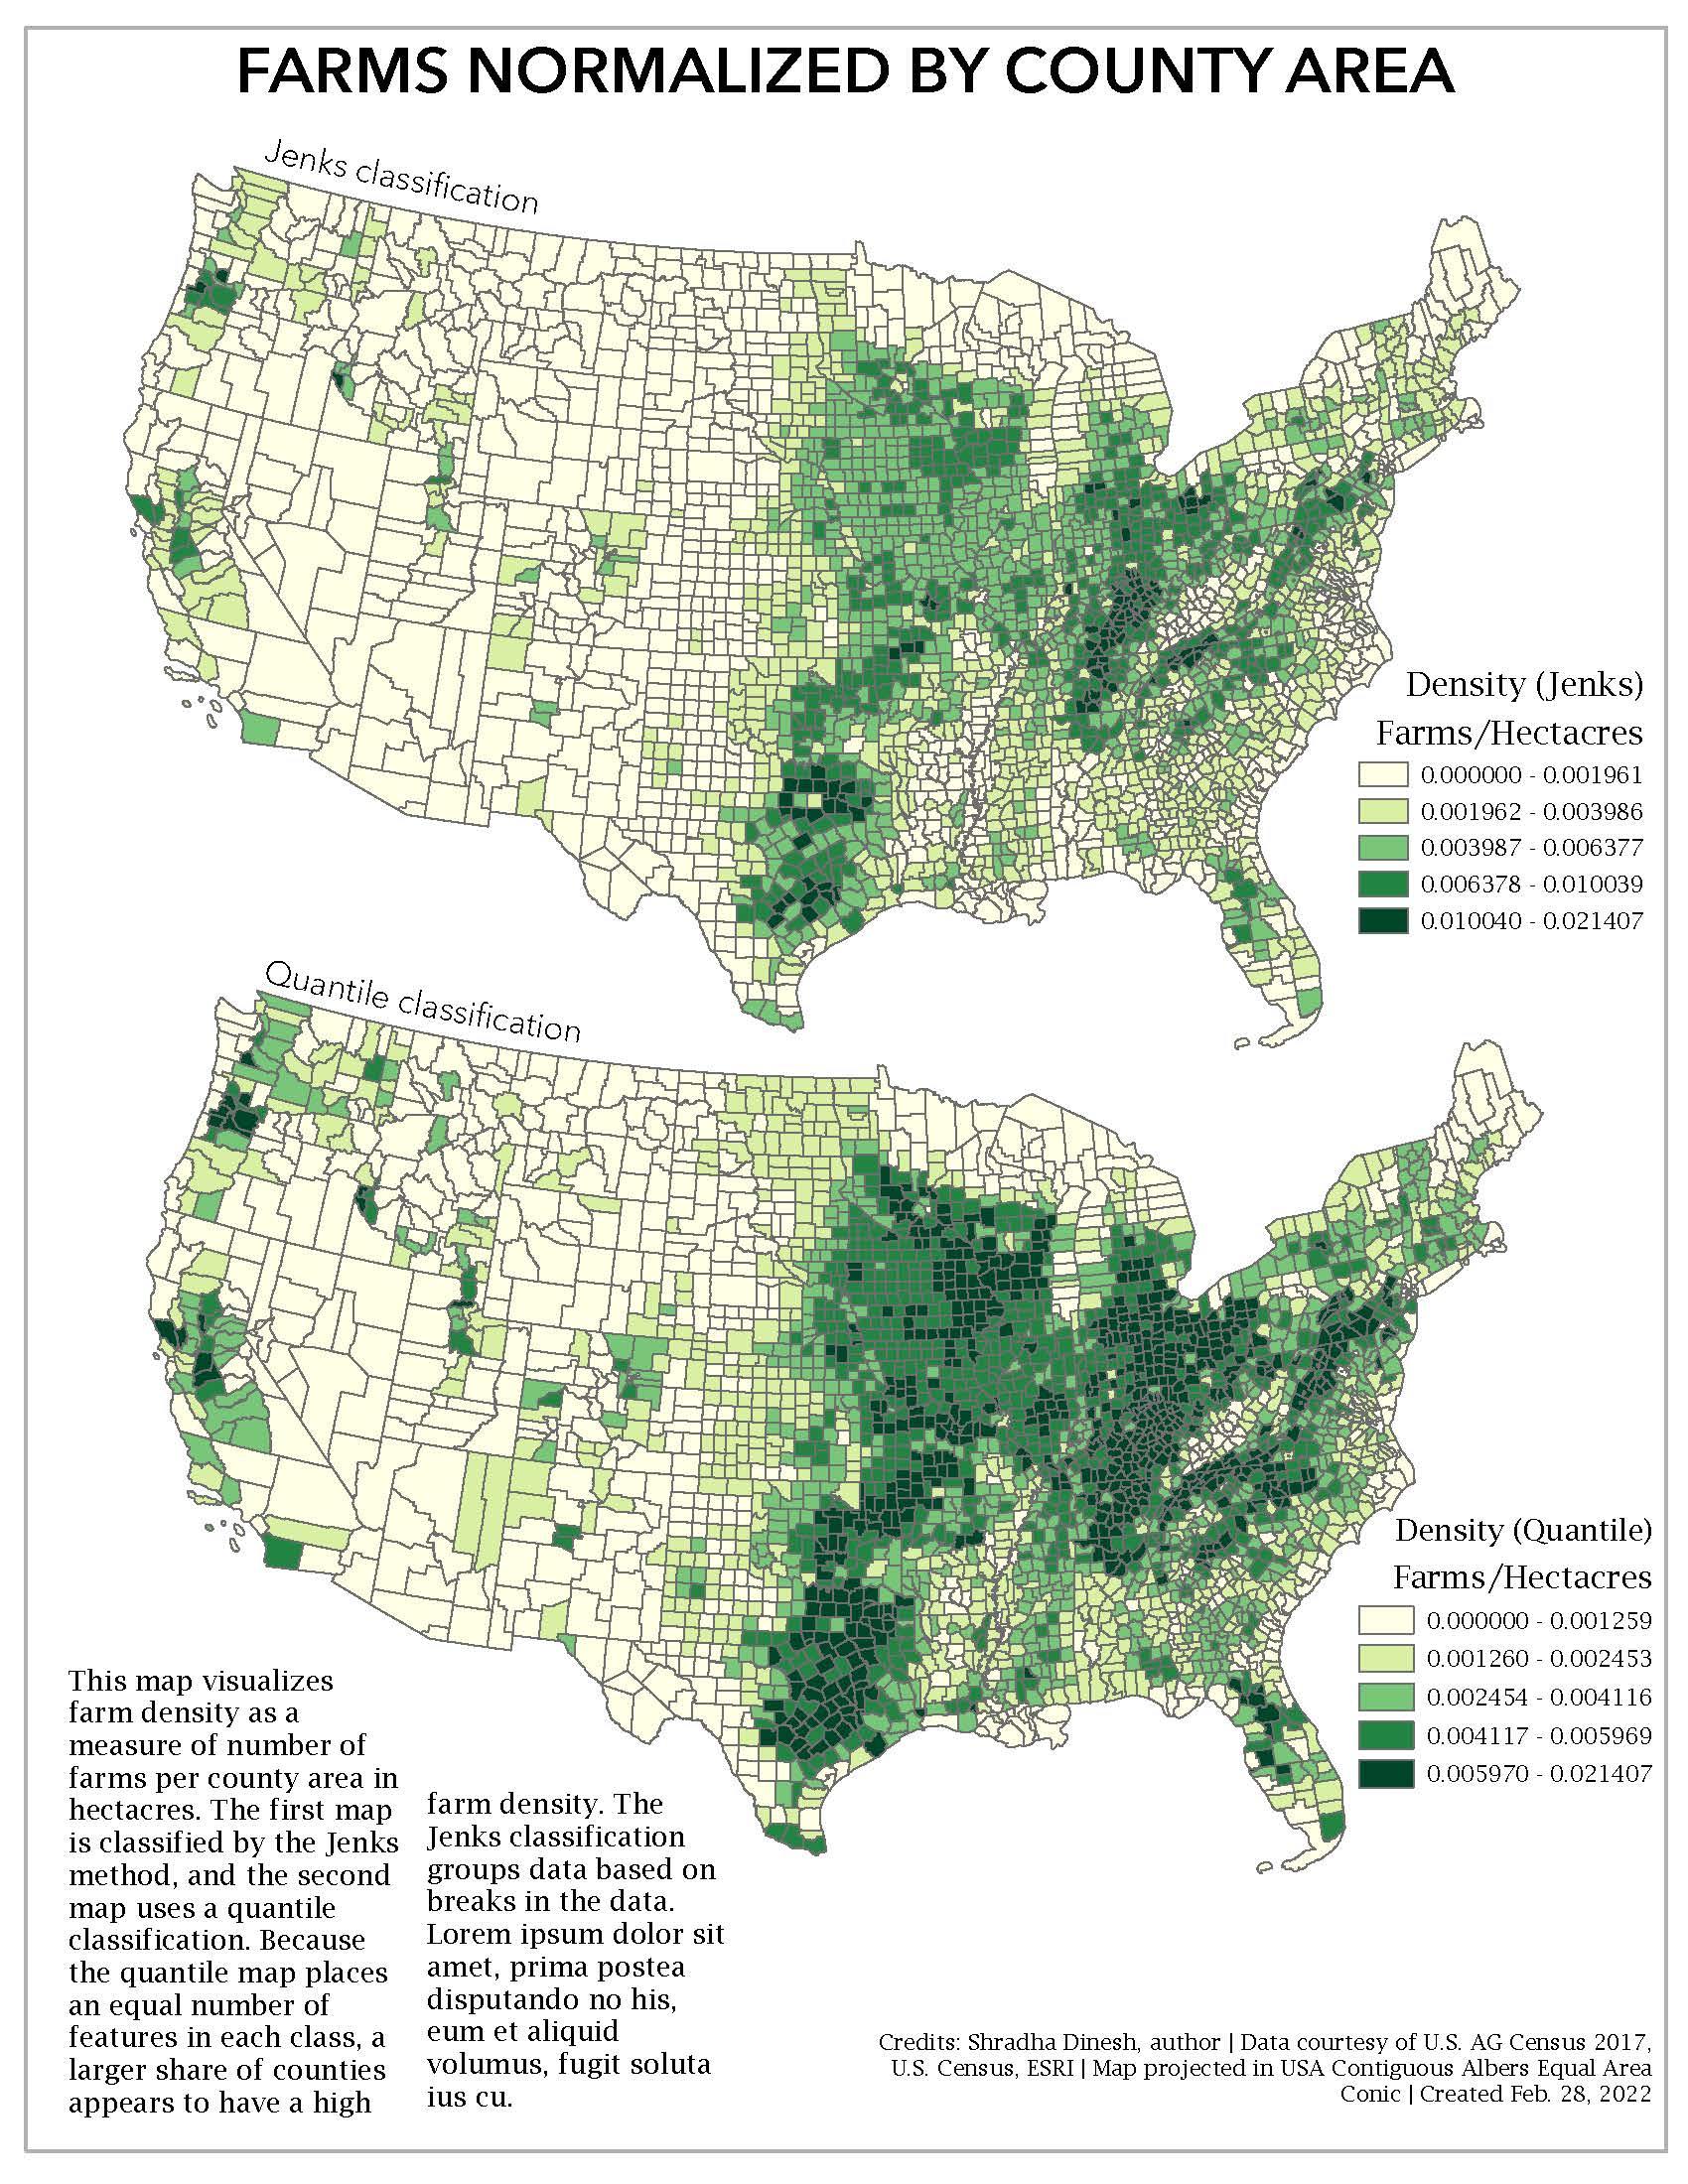 FARMS NORMALIZED BY COUNTY AREA
Jenks classification
Density (Jenks)
Farms/Hectacres
0.000000 - 0.001961
0.001962 - 0.003986
0.003987 - 0.006377
0.006378 - 0.010039
0.010040 - 0.021407
Quantile classification
Density (Quantile)
Farms/Hectacres
0.000000 - 0.001259
0.001260 - 0.002453
0.002454 - 0.004116
0.004117 - 0.005969
0.005970 - 0.021407
This map visualizes
farm density as a
measure of number of
farms per county area in
hectacres. The first map
is classified by the Jenks
method, and the second
map uses a quantile
classification. Because
the quantile map places
an equal number of
features in each class, a
larger share of counties
appears to have a high
farm density. The
Jenks classification
groups data based on
breaks in the data.
Lorem ipsum dolor sit
amet, prima postea
disputando no his,
eum et aliquid
volumus, fugit soluta
ius cu.
Credits: Shradha Dinesh, author | Data courtesy of U.S. AG Census 2017,
U.S. Census, ESRI | Map projected in USA Contiguous Albers Equal Area
Conic | Created Feb. 28, 2022